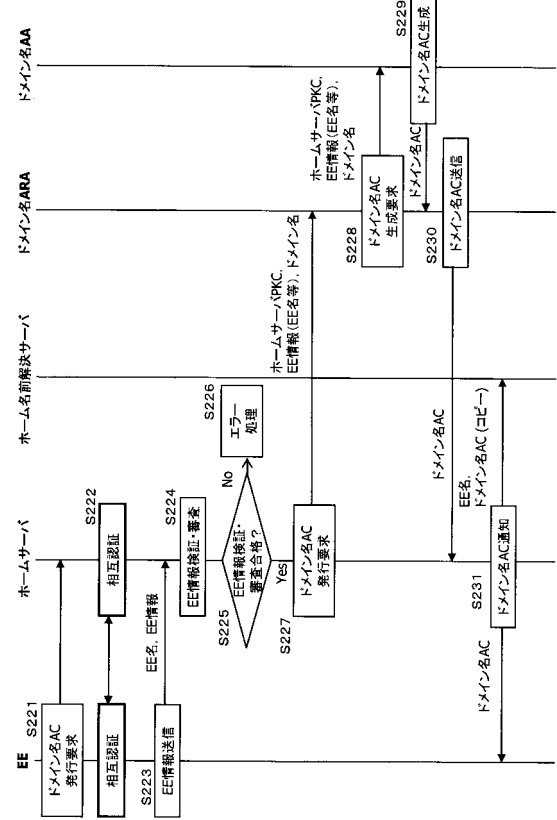 EE
ホームサーバ
ホーム名前解決サーバ
ドメイン名ARA
ドメイン名AA
S221
ドメイン名AC
発行要求
相互認証
S222
相互認証
S223
EE情報送信
EE名, EE情報
S224
EE情報検証・審査
S225
EE情報検証・
審査合格?
No
S226
エラー
処理
Yes
S227
ドメイン名AC
発行要求
ホームサーバPKC,
EE情報(EE名等), ドメイン名
S228
ドメイン名AC
生成要求
ホームサーバPKC,
EE情報(EE名等),
ドメイン名
S229
ドメイン名AC生成
ドメイン名AC
S230
ドメイン名AC送信
ドメイン名AC
S231
ドメイン名AC通知
EE名,
ドメイン名AC(コピー)
ドメイン名AC